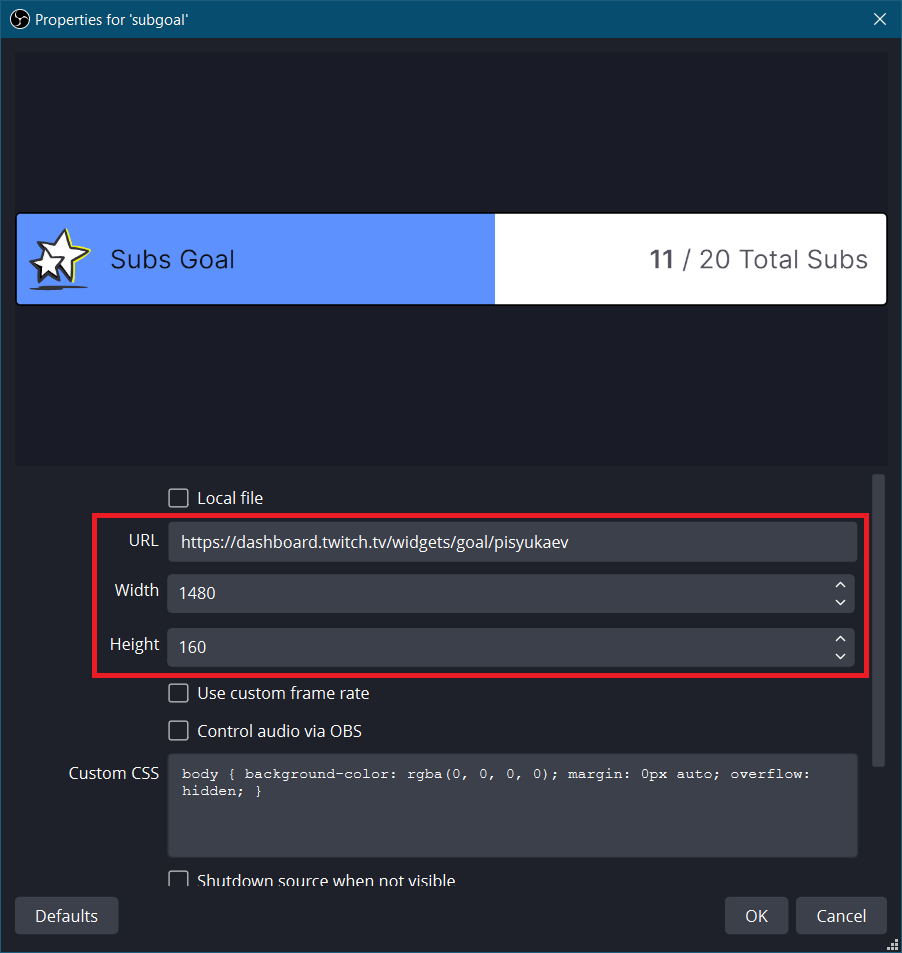 Properties for 'subgoal'
Subs Goal
11 / 20 Total Subs
Local file
URL https://dashboard.twitch.tv/widgets/goal/pisyukaev
Width 1480
Height 160
Use custom frame rate
Control audio via OBS
Custom CSS body { background-color: rgba(0, 0, 0, 0); margin: 0px auto; overflow:
hidden; }
Shutdown source when not visible
Defaults OK Cancel